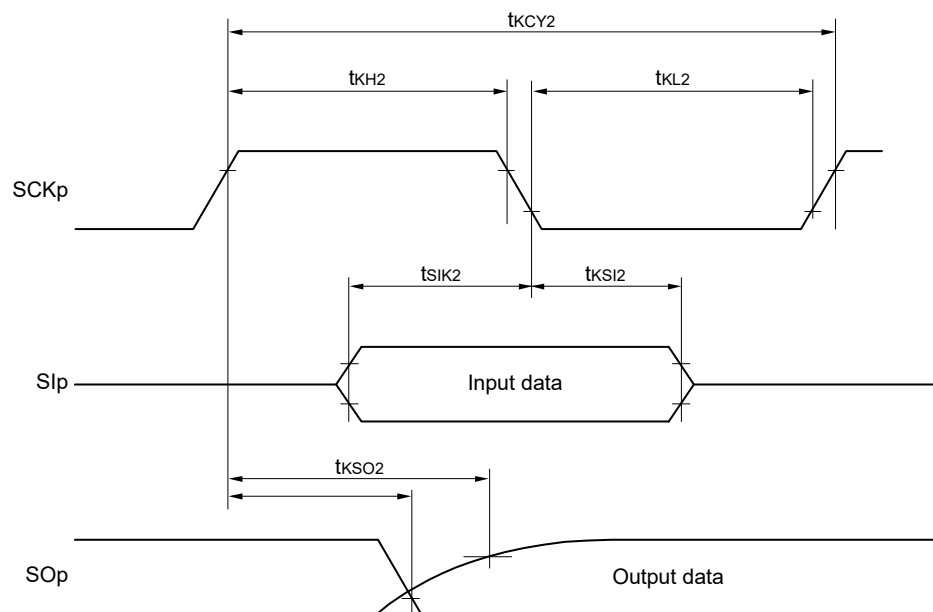 tKCY2
tKH2
tKL2
SCKp
tSIK2
tKSI2
SIp
Input data
tKSO2
SOp
Output data